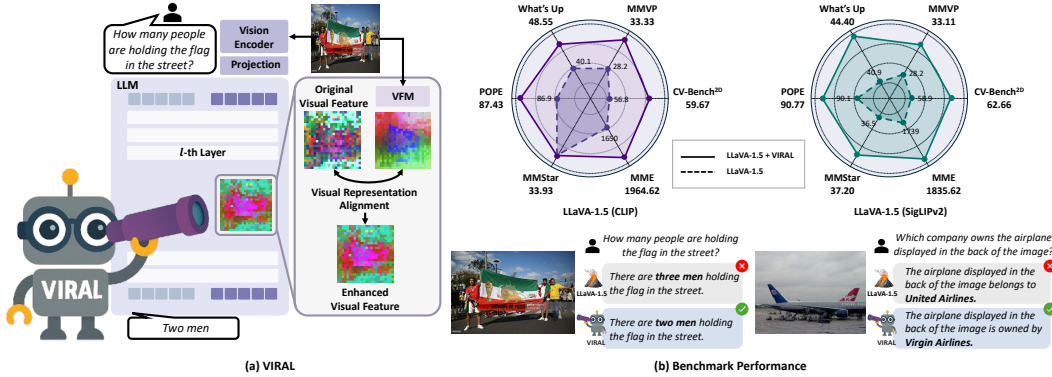 How many people
are holding the flag
in the street?
Vision
Encoder
Projection
LLM
l-th Layer
Original
Visual Feature
VFM
Visual Representation
Alignment
Enhanced
Visual Feature
VIRAL
Two men
(a) VIRAL
What's Up
48.55
MMVP
33.33
CV-Bench2D
59.67
MME
1964.62
MMStar
33.93
POPE
87.43
40.1
28.2
56.8
1650
86.9
LLaVA-1.5 (CLIP)
LLaVA-1.5 + VIRAL
LLaVA-1.5
What's Up
44.40
MMVP
33.11
CV-Bench2D
62.66
MME
1835.62
MMStar
37.20
POPE
90.77
40.9
28.2
58.9
1739
36.5
90.1
LLaVA-1.5 (SigLIPv2)
How many people are holding
the flag in the street?
LLaVA-1.5
There are three men holding
the flag in the street.
VIRAL
There are two men holding
the flag in the street.
Which company owns the airplane
displayed in the back of the image?
LLaVA-1.5
The airplane displayed in the
back of the image belongs to
United Airlines.
VIRAL
The airplane displayed in the
back of the image is owned by
Virgin Airlines.
(b) Benchmark Performance